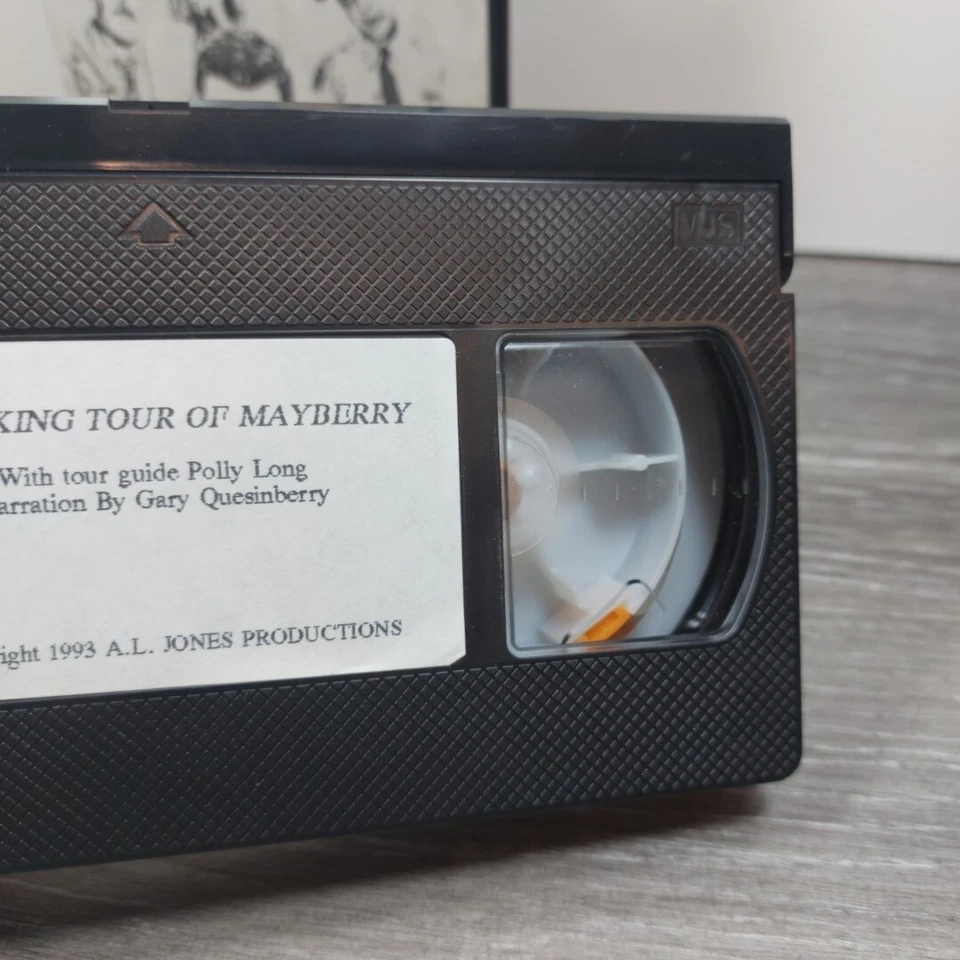 VHS
KING TOUR OF MAYBERRY
With tour guide Polly Long
arration By Gary Quesinberry
ight 1993 A.L. JONES PRODUCTIONS